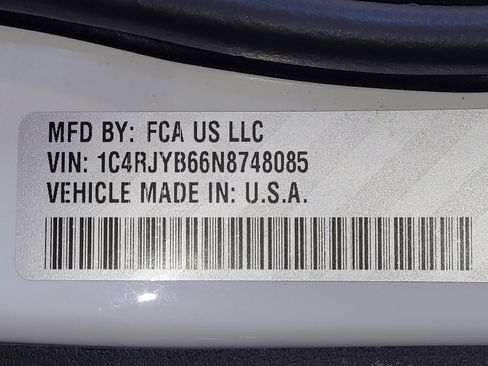 MFD BY: FCA US LLC
VIN: 1C4RJYB66N8748085
VEHICLE MADE IN: U.S.A.